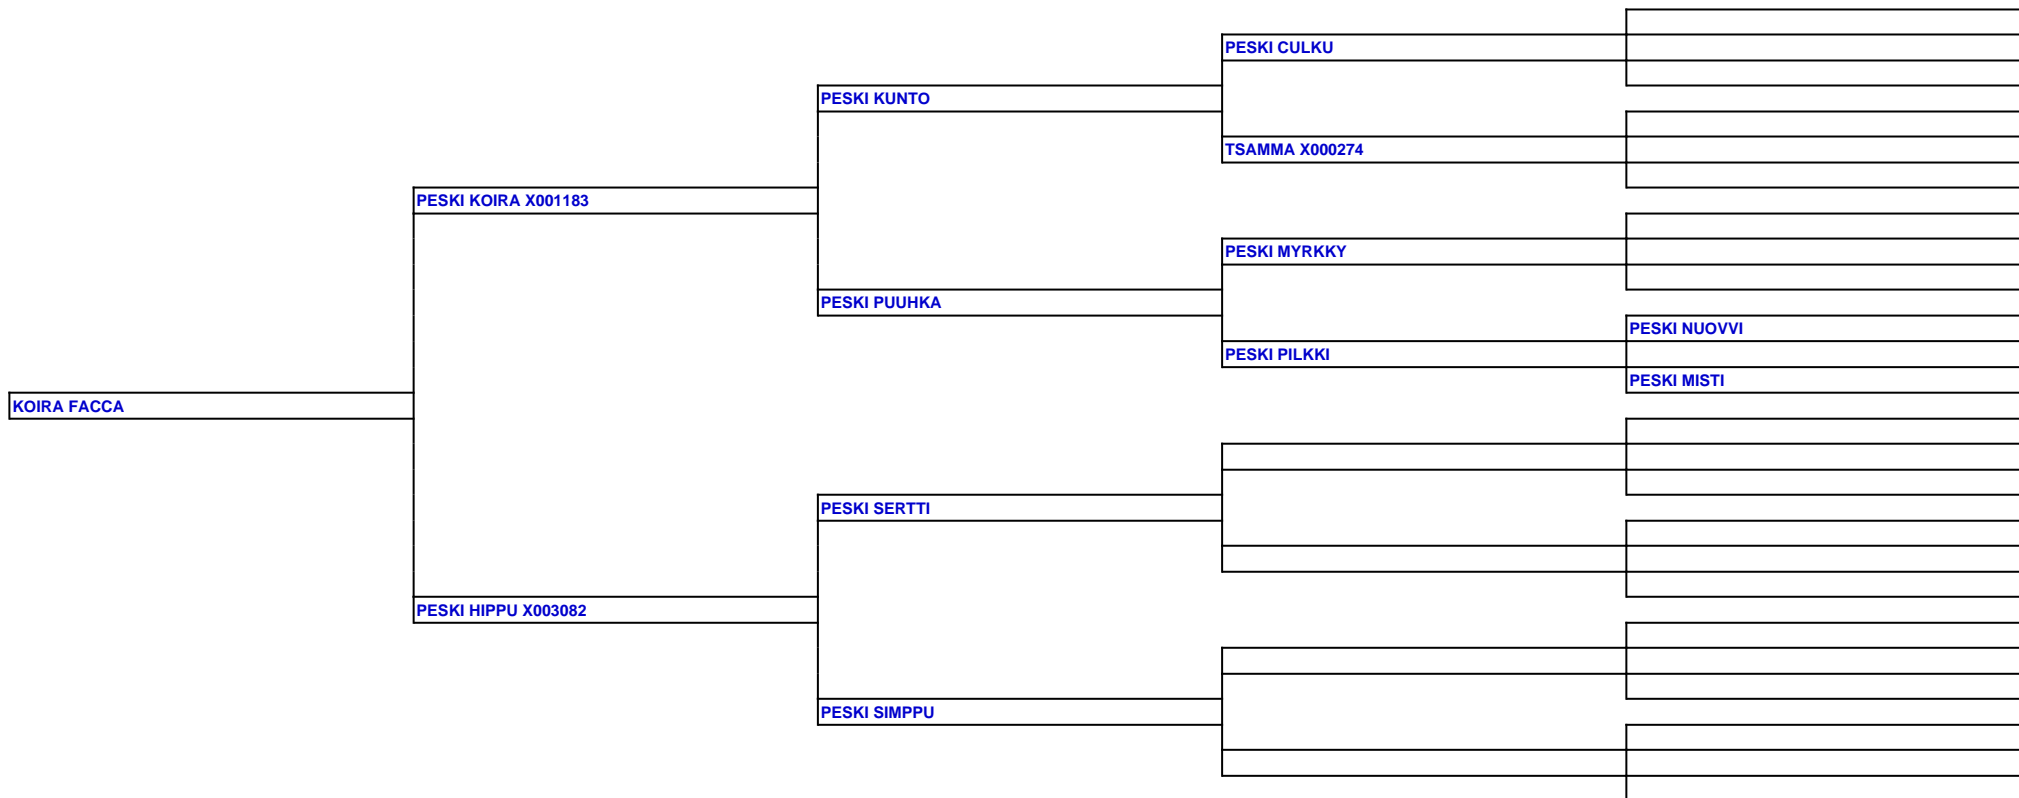 PESKI CULKU
PESKI KUNTO
TSAMMA X000274
PESKI KOIRA X001183
PESKI MYRKKY
PESKI PUUHKA
PESKI NUOVVI
PESKI PILKKI
PESKI MISTI
KOIRA FACCA
PESKI SERTTI
PESKI HIPPU X003082
PESKI SIMPPU